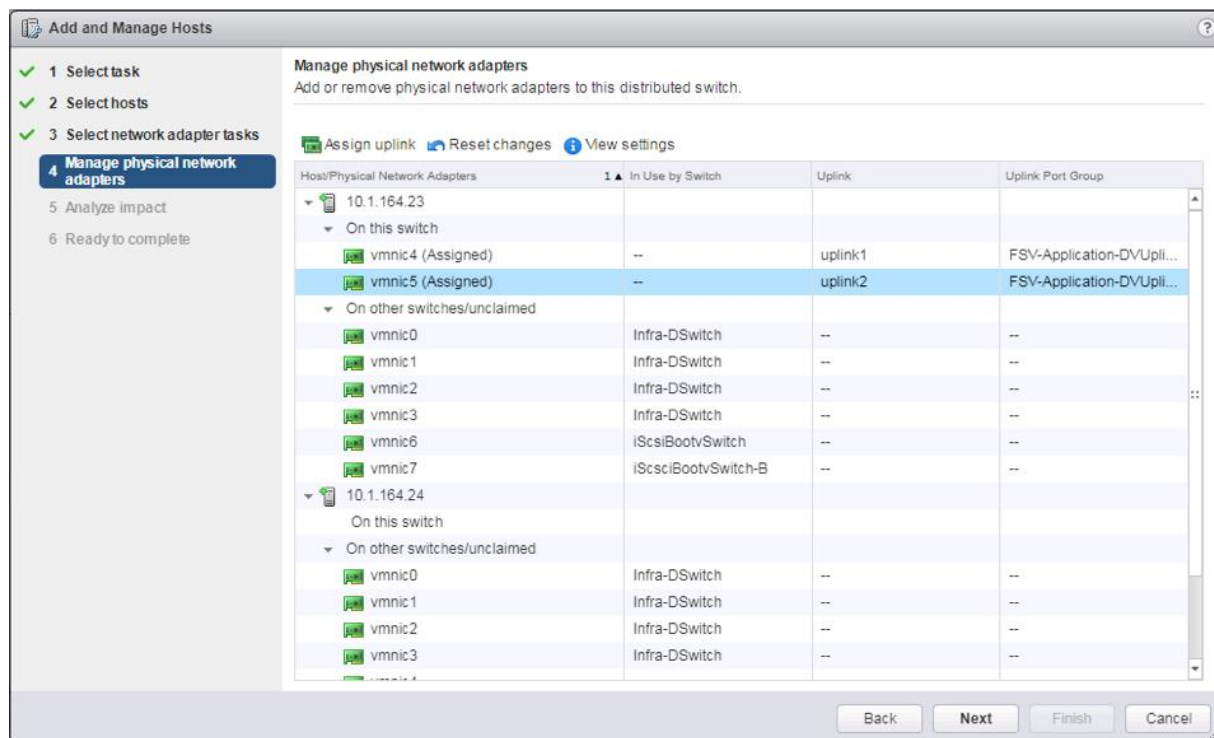 Add and Manage Hosts
?
1 Select task
2 Select hosts
3 Select network adapter tasks
4 Manage physical network
adapters
5 Analyze impact
6 Ready to complete
Manage physical network adapters
Add or remove physical network adapters to this distributed switch.
Assign uplink Reset changes View settings
Host/Physical Network Adapters 1 ▲ In Use by Switch Uplink Uplink Port Group
10.1.164.23
On this switch
vmnic4 (Assigned) -- uplink1 FSV-Application-DVUpli...
vmnic5 (Assigned) -- uplink2 FSV-Application-DVUpli...
On other switches/unclaimed
vmnic0 Infra-DSwitch -- --
vmnic1 Infra-DSwitch -- --
vmnic2 Infra-DSwitch -- --
vmnic3 Infra-DSwitch -- --
vmnic6 iScsiBootvSwitch -- --
vmnic7 iScsciBootvSwitch-B -- --
10.1.164.24
On this switch
On other switches/unclaimed
vmnic0 Infra-DSwitch -- --
vmnic1 Infra-DSwitch -- --
vmnic2 Infra-DSwitch -- --
vmnic3 Infra-DSwitch -- --
Back Next Finish Cancel